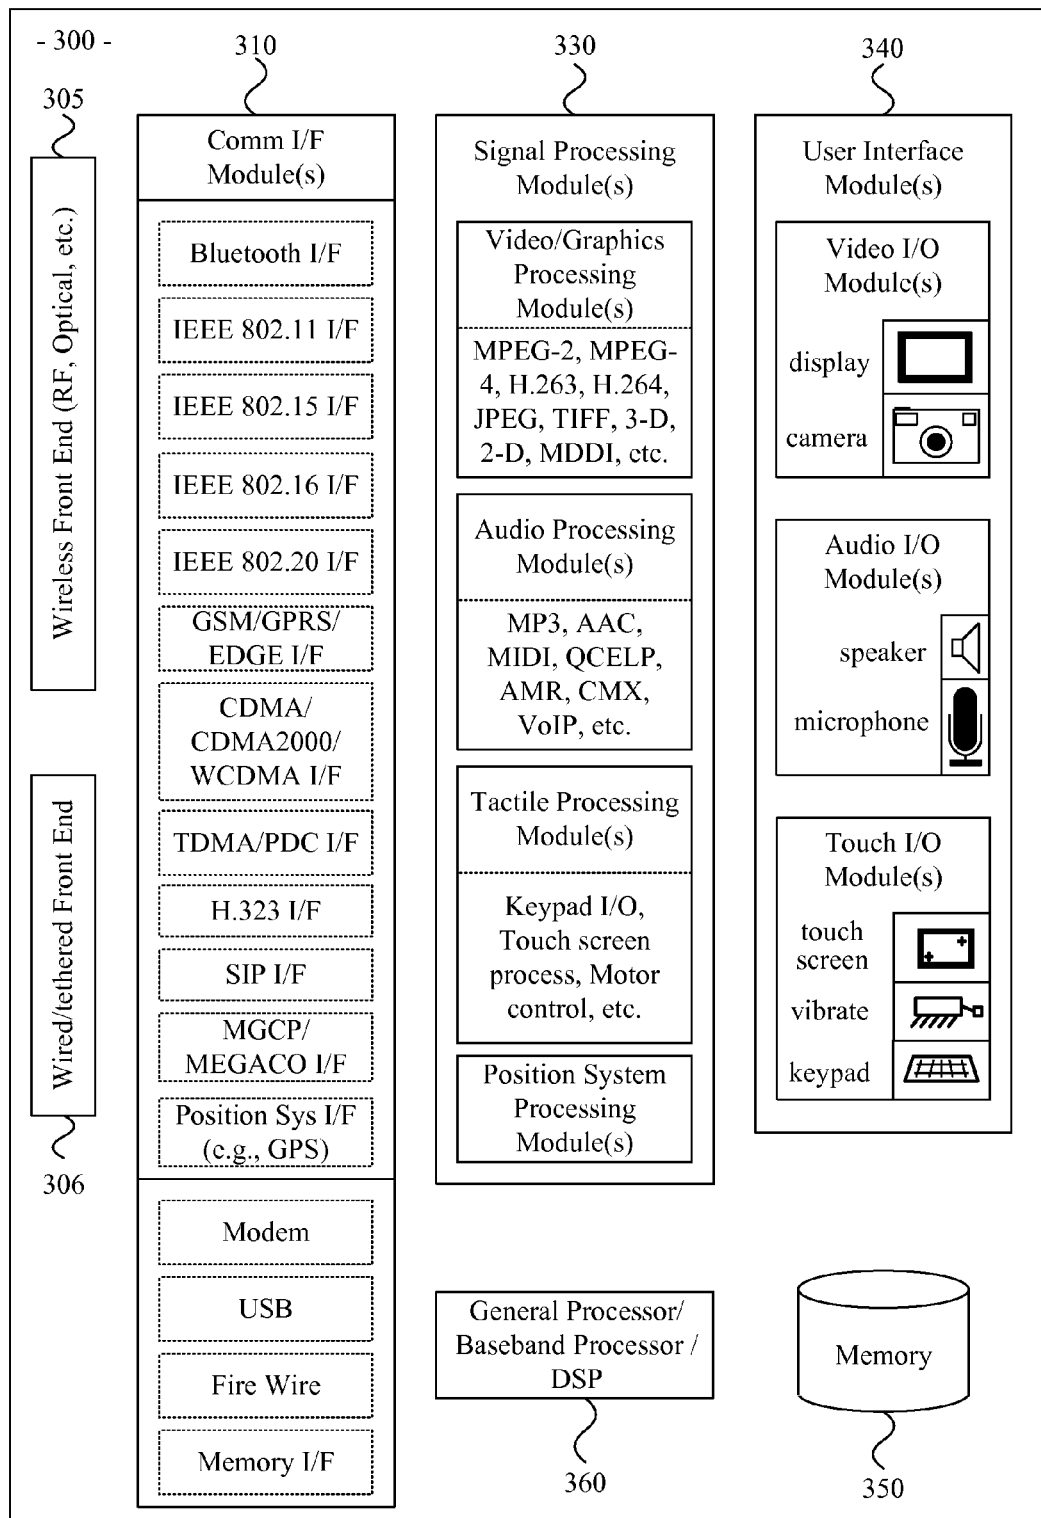 - 300 -
310
330
340
305
Wireless Front End (RF, Optical, etc.)
Wired/tethered Front End
306
Comm I/F
Module(s)
Bluetooth I/F
IEEE 802.11 I/F
IEEE 802.15 I/F
IEEE 802.16 I/F
IEEE 802.20 I/F
GSM/GPRS/
EDGE I/F
CDMA/
CDMA2000/
WCDMA I/F
TDMA/PDC I/F
H.323 I/F
SIP I/F
MGCP/
MEGACO I/F
Position Sys I/F
(e.g., GPS)
Modem
USB
Fire Wire
Memory I/F
Signal Processing
Module(s)
Video/Graphics
Processing
Module(s)
MPEG-2, MPEG-
4, H.263, H.264,
JPEG, TIFF, 3-D,
2-D, MDDI, etc.
Audio Processing
Module(s)
MP3, AAC,
MIDI, QCELP,
AMR, CMX,
VoIP, etc.
Tactile Processing
Module(s)
Keypad I/O,
Touch screen
process, Motor
control, etc.
Position System
Processing
Module(s)
General Processor/
Baseband Processor /
DSP
360
User Interface
Module(s)
Video I/O
Module(s)
display
camera
Audio I/O
Module(s)
speaker
microphone
Touch I/O
Module(s)
touch
screen
vibrate
keypad
Memory
350